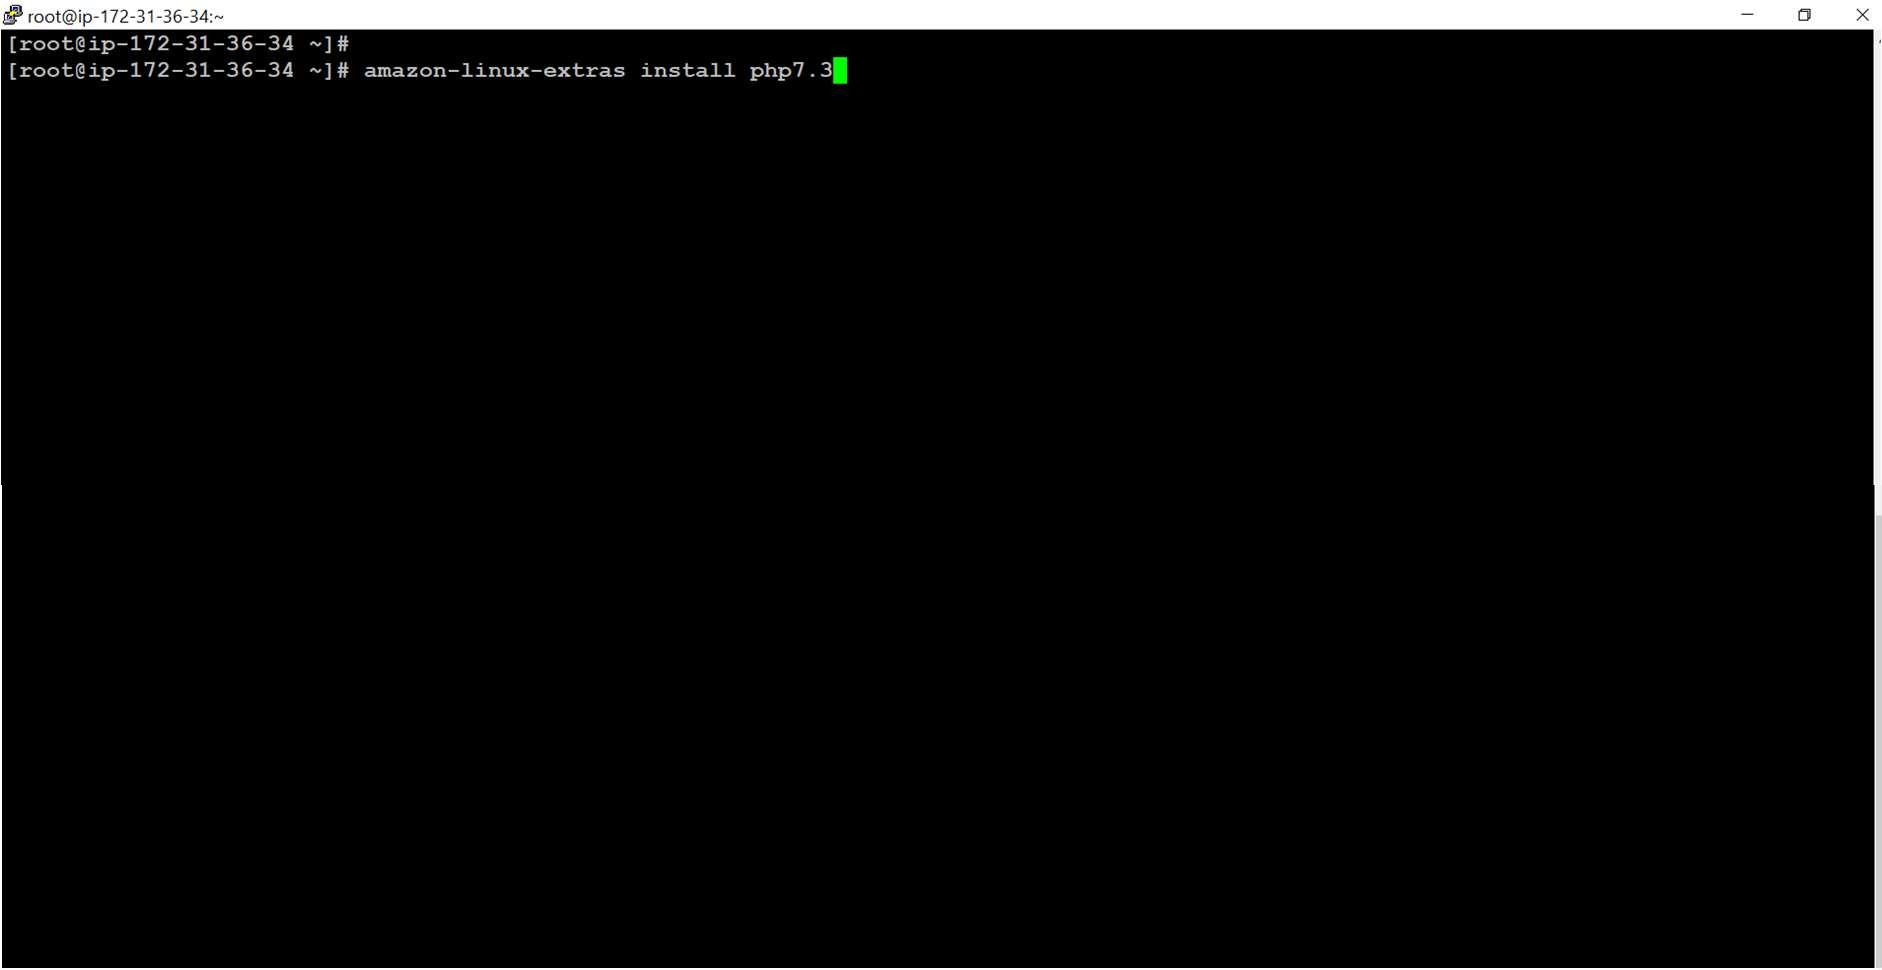 root@ip-172-31-36-34:~
[root@ip-172-31-36-34 ~]#
[root@ip-172-31-36-34 ~]# amazon-linux-extras install php7.3